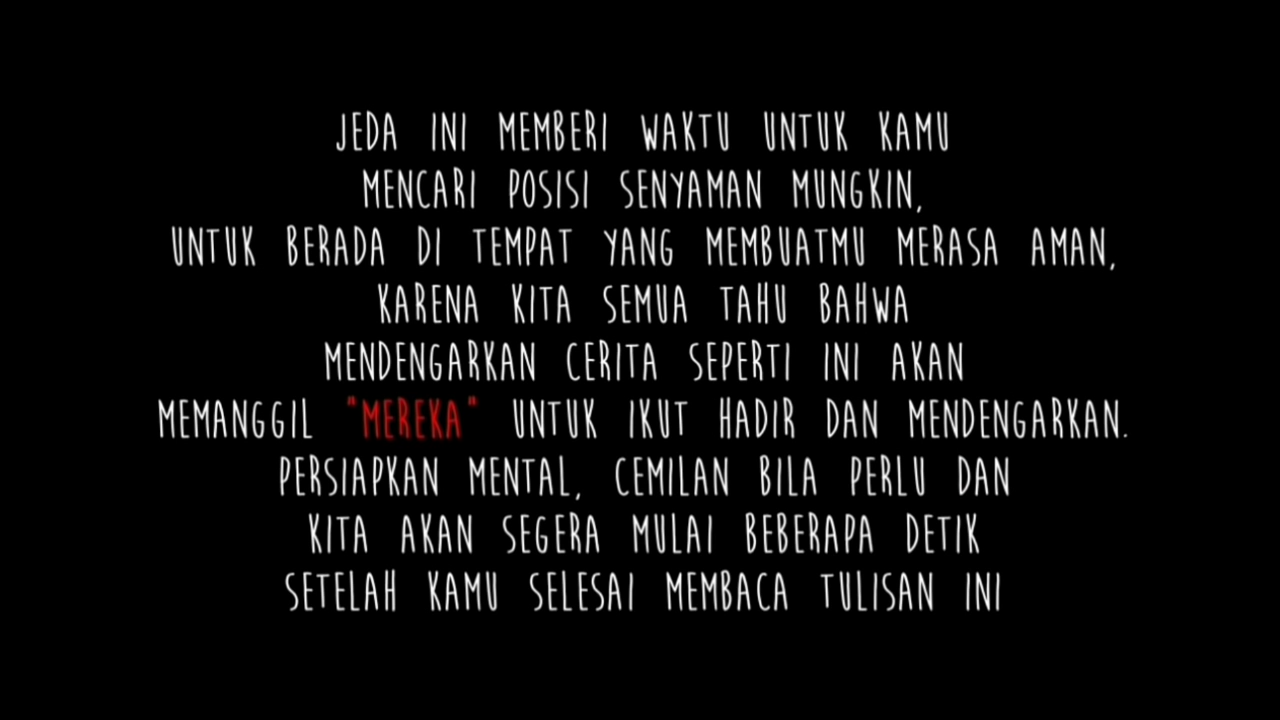 JEDA INI MEMBERI WAKTU UNTUK KAMU
MENCARI POSISI SENYAMAN MUNGKIN,
UNTUK BERADA DI TEMPAT YANG MEMBUATMU MERASA AMAN,
KARENA KITA SEMUA TAHU BAHWA
MENDENGARKAN CERITA SEPERTI INI AKAN
MEMANGGIL "MEREKA" UNTUK IKUT HADIR DAN MENDENGARKAN.
PERSIAPKAN MENTAL, CEMILAN BILA PERLU DAN
KITA AKAN SEGERA MULAI BEBERAPA DETIK
SETELAH KAMU SELESAI MEMBACA TULISAN INI